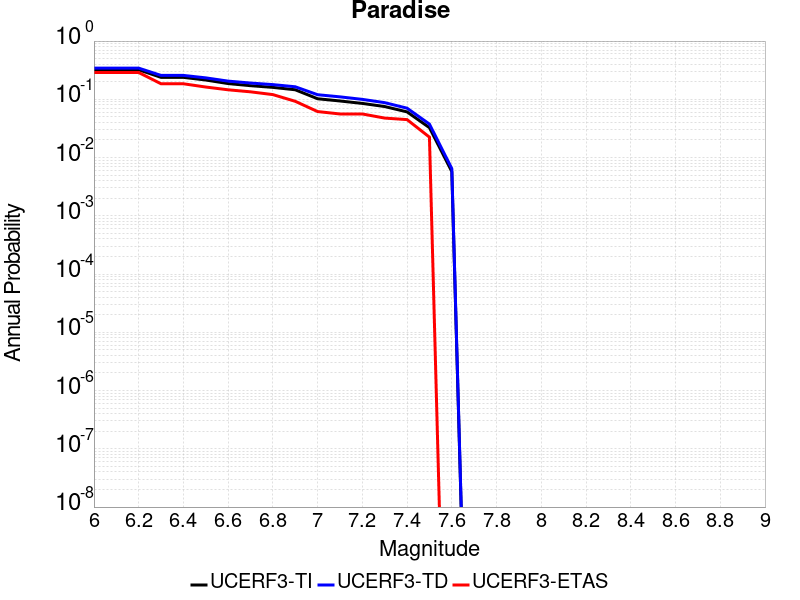 Paradise
10^0
10^-1
10^-2
10^-3
10^-4
10^-5
10^-6
10^-7
10^-8
Annual Probability
6 6.2 6.4 6.6 6.8 7 7.2 7.4 7.6 7.8 8 8.2 8.4 8.6 8.8 9
Magnitude
UCERF3-TI UCERF3-TD UCERF3-ETAS